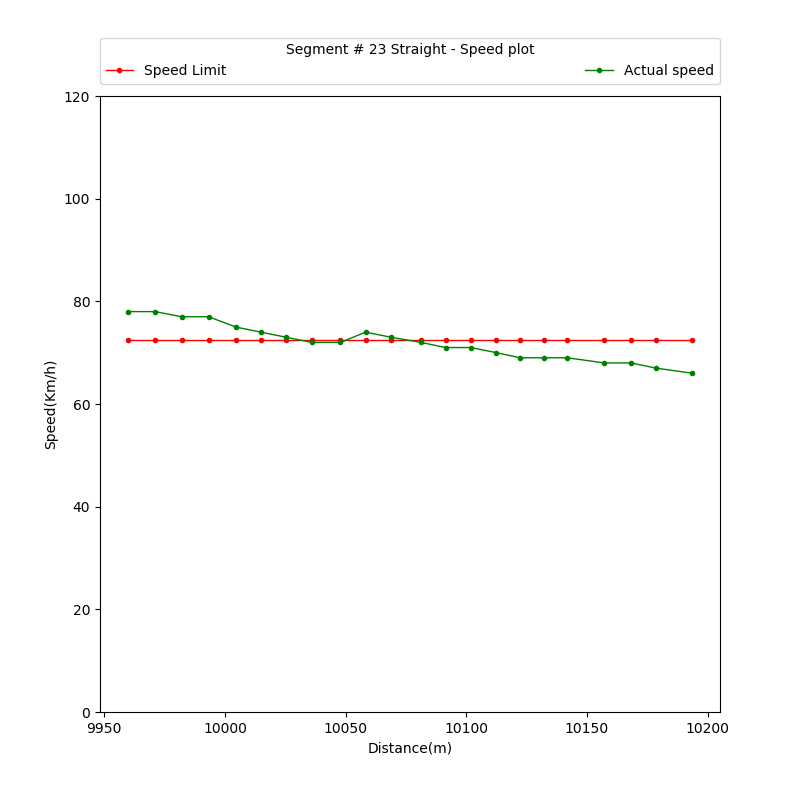 Segment # 23 Straight - Speed plot
Speed Limit
Actual speed
120
100
80
60
40
20
0
Speed(Km/h)
9950
10000
10050
10100
10150
10200
Distance(m)